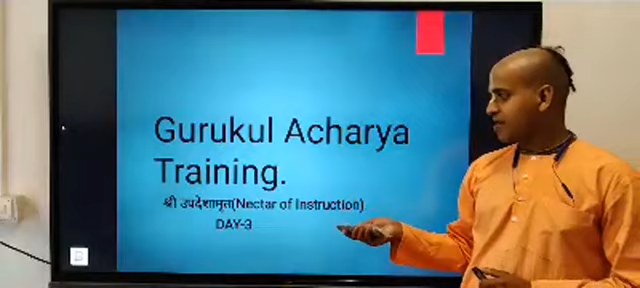 Gurukul Acharya
Training.
श्री उपदेशामृत(Nectar of Instruction)
DAY-3